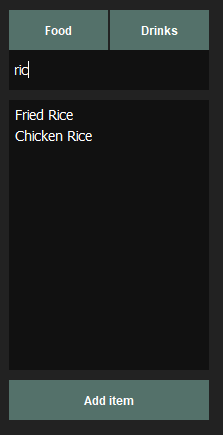 Food Drinks
ric
Fried Rice
Chicken Rice
Add item